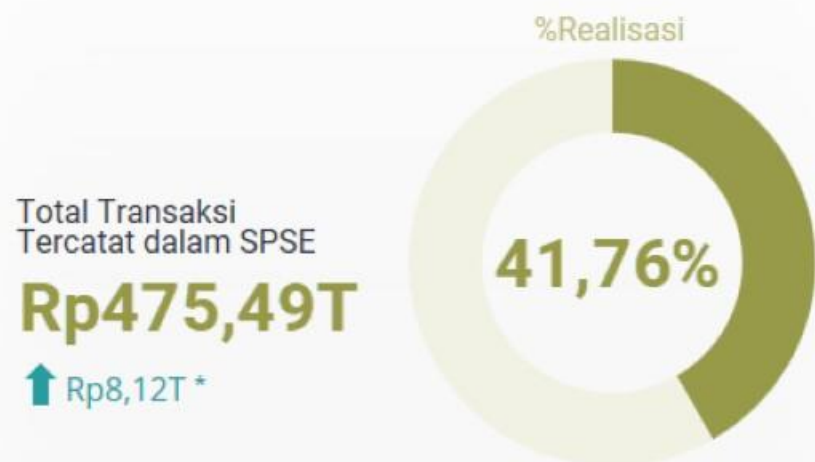 %Realisasi
Total Transaksi
Tercatat dalam SPSE
41,76%
Rp475,49T
Rp8,12T *